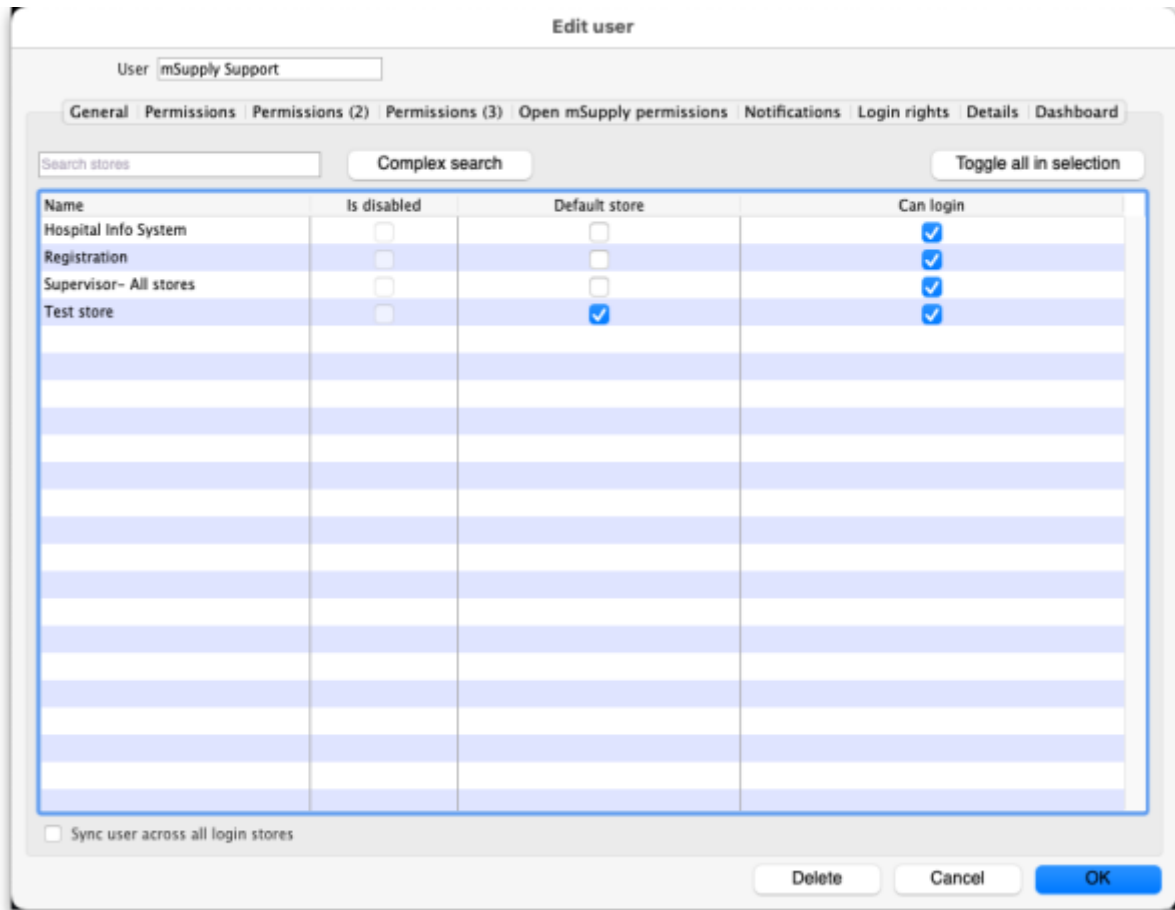 Edit user
User mSupply Support
General Permissions Permissions (2) Permissions (3) Open mSupply permissions Notifications Login rights Details Dashboard
Search stores Complex search Toggle all in selection
Name Is disabled Default store Can login
Hospital Info System
Registration
Supervisor- All stores
Test store
Sync user across all login stores
Delete Cancel OK